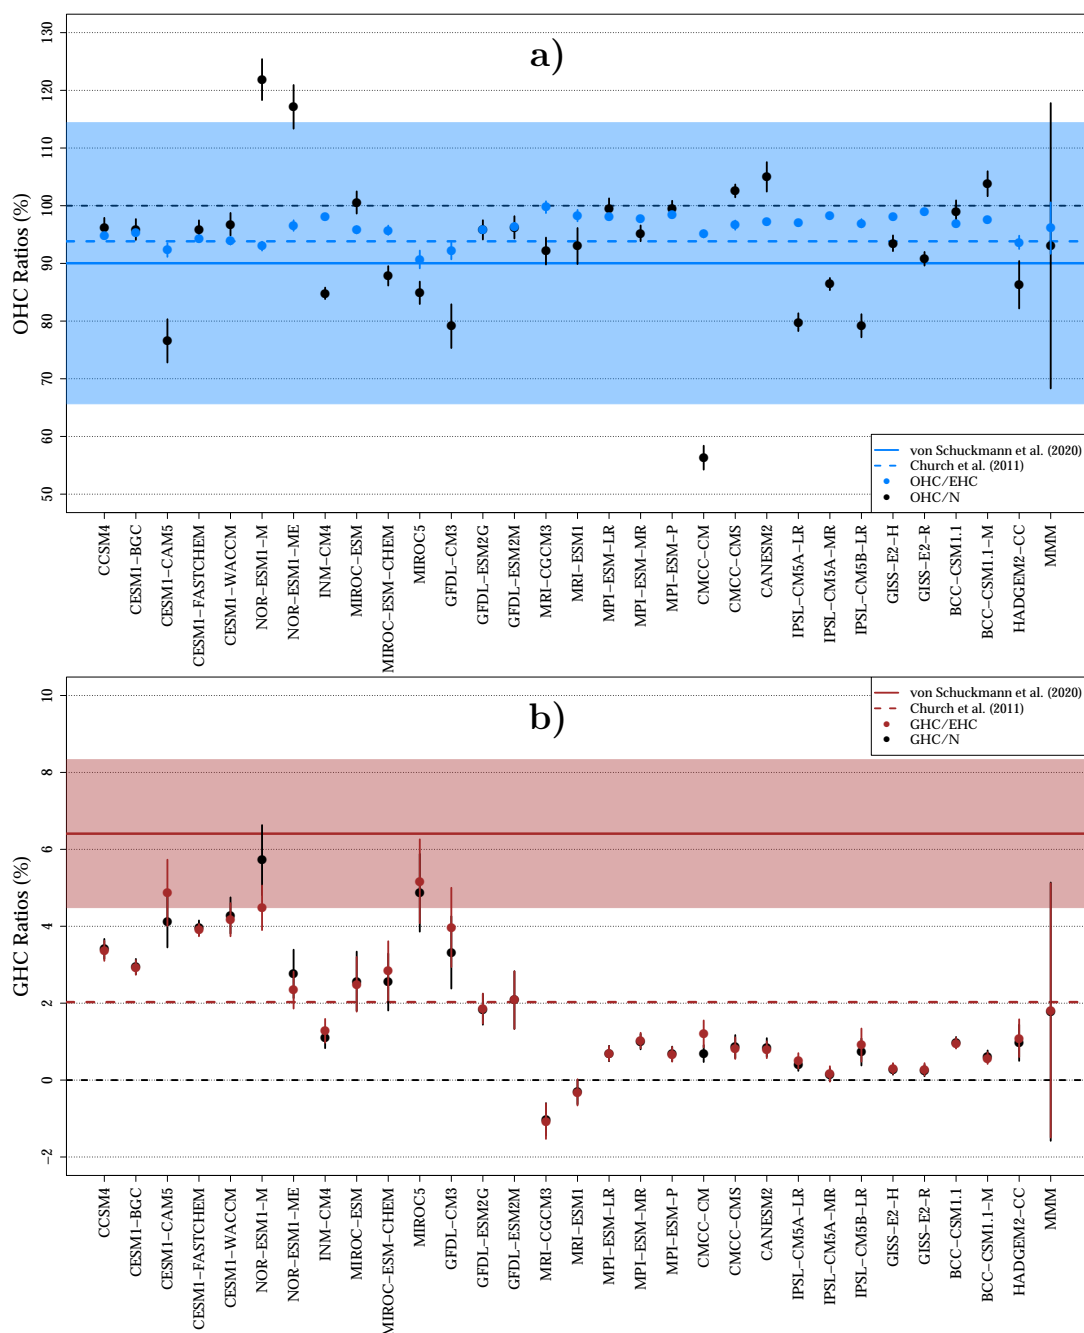 a)
OHC Ratios (%)
130
120
110
100
90
80
70
60
50
von Schuckmann et al. (2020)
Church et al. (2011)
OHC/EHC
OHC/N
CCSM4
CESM1−BGC
CESM1−CAM5
CESM1−FASTCHEM
CESM1−WACCM
NOR−ESM1−M
NOR−ESM1−ME
INM−CM4
MIROC−ESM
MIROC−ESM−CHEM
MIROC5
GFDL−CM3
GFDL−ESM2G
GFDL−ESM2M
MRI−CGCM3
MRI−ESM1
MPI−ESM−LR
MPI−ESM−MR
MPI−ESM−P
CMCC−CM
CMCC−CMS
CANESM2
IPSL−CM5A−LR
IPSL−CM5A−MR
IPSL−CM5B−LR
GISS−E2−H
GISS−E2−R
BCC−CSM1.1
BCC−CSM1.1−M
HADGEM2−CC
MMM
b)
GHC Ratios (%)
10
8
6
4
2
0
−2
von Schuckmann et al. (2020)
Church et al. (2011)
GHC/EHC
GHC/N
CCSM4
CESM1−BGC
CESM1−CAM5
CESM1−FASTCHEM
CESM1−WACCM
NOR−ESM1−M
NOR−ESM1−ME
INM−CM4
MIROC−ESM
MIROC−ESM−CHEM
MIROC5
GFDL−CM3
GFDL−ESM2G
GFDL−ESM2M
MRI−CGCM3
MRI−ESM1
MPI−ESM−LR
MPI−ESM−MR
MPI−ESM−P
CMCC−CM
CMCC−CMS
CANESM2
IPSL−CM5A−LR
IPSL−CM5A−MR
IPSL−CM5B−LR
GISS−E2−H
GISS−E2−R
BCC−CSM1.1
BCC−CSM1.1−M
HADGEM2−CC
MMM